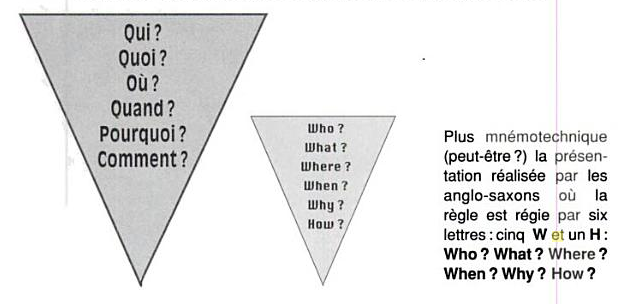 Qui ?
Quoi ?
Où ?
Quand ?
Pourquoi ?
Comment ?
Who ?
What ?
Where ?
When ?
Why ?
How ?
Plus mnémotechnique
(peut-être ?) la présen-
tation réalisée par les
anglo-saxons où la
règle est régie par six
lettres : cinq W et un H :
Who ? What ? Where ?
When ? Why ? How ?